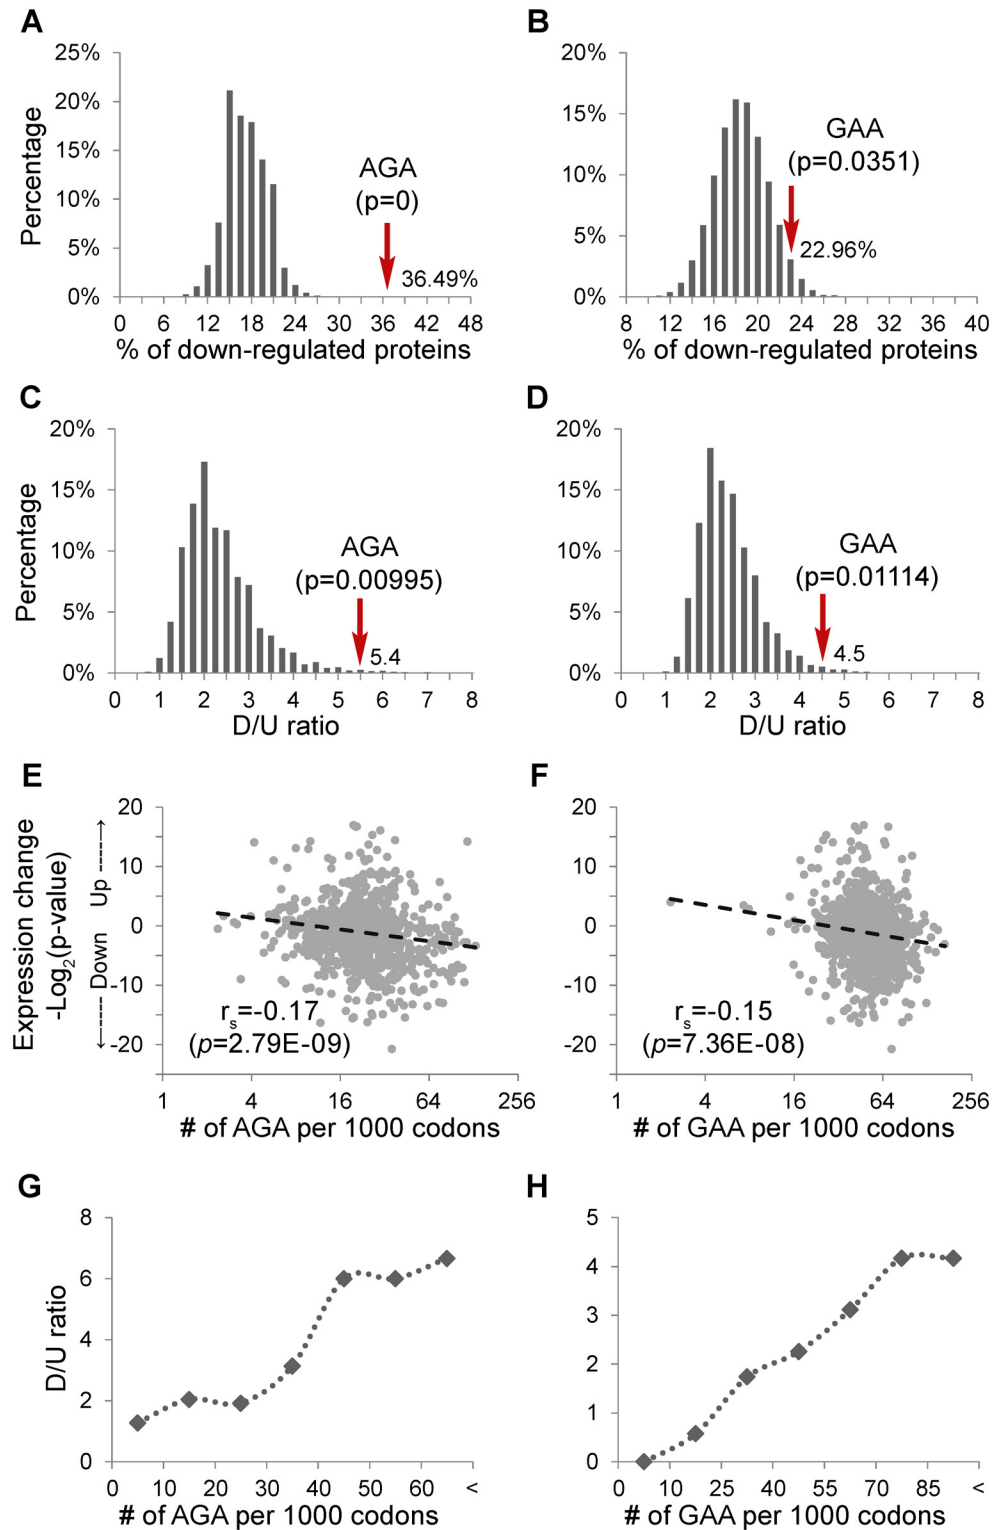 A
25%
20%
15%
10%
5%
0%
Percentage
AGA
(p=0)
36.49%
0 6 12 18 24 30 36 42 48
% of down-regulated proteins
B
20%
15%
10%
5%
0%
GAA
(p=0.0351)
22.96%
8 12 16 20 24 28 32 36 40
% of down-regulated proteins
C
20%
15%
10%
5%
0%
Percentage
AGA
(p=0.00995)
5.4
0 1 2 3 4 5 6 7 8
D/U ratio
D
20%
15%
10%
5%
0%
GAA
(p=0.01114)
4.5
0 1 2 3 4 5 6 7 8
D/U ratio
E
Expression change
-Log2(p-value)
Down Up
20
10
0
-10
-20
rs=-0.17
(p=2.79E-09)
1 4 16 64 256
# of AGA per 1000 codons
F
20
10
0
-10
-20
rs=-0.15
(p=7.36E-08)
1 4 16 64 256
# of GAA per 1000 codons
G
8
6
4
2
0
D/U ratio
0 10 20 30 40 50 60 <
# of AGA per 1000 codons
H
5
4
3
2
1
0
0 10 25 40 55 70 85 <
# of GAA per 1000 codons